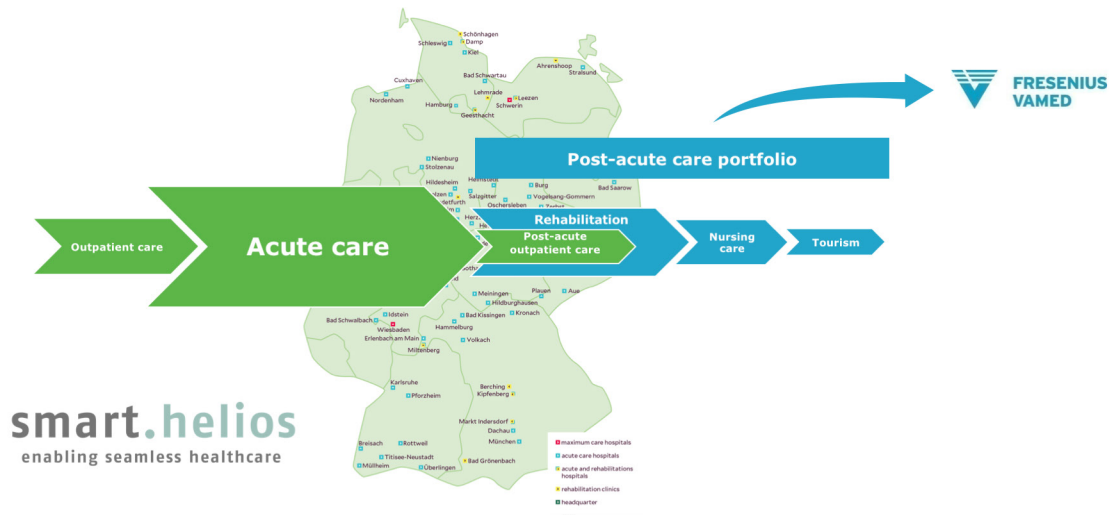 Schönhagen
Damp
Schleswig
Kiel
Ahrenshoop
Stralsund
Bad Schwartau
Cuxhaven
Nordenham
Lehmrade
Leezen
Hamburg
Schwerin
Geesthacht
FRESENIUS
VAMED
Post-acute care portfolio
Nienburg
Stolzenau
Hildesheim
Helmstedt
Burg
Bad Saarow
Salzgitter
Vogelsang-Gommern
Oschersleben
Rehabilitation
Outpatient care
Acute care
Post-acute
outpatient care
Nursing
care
Tourism
Meiningen
Plauen
Aue
Hildburghausen
Idstein
Bad Kissingen
Kronach
Bad Schwalbach
Wiesbaden
Hammelburg
Erlenbach am Main
Volkach
Miltenberg
Karlsruhe
Pforzheim
Berching
Kipfenberg
smart.helios
enabling seamless healthcare
Markt Indersdorf
Dachau
München
Breisach
Rottweil
Titisee-Neustadt
Müllheim
Überlingen
Bad Grönenbach
maximum care hospitals
acute care hospitals
acute and rehabilitations
hospitals
rehabilitation clinics
headquarter